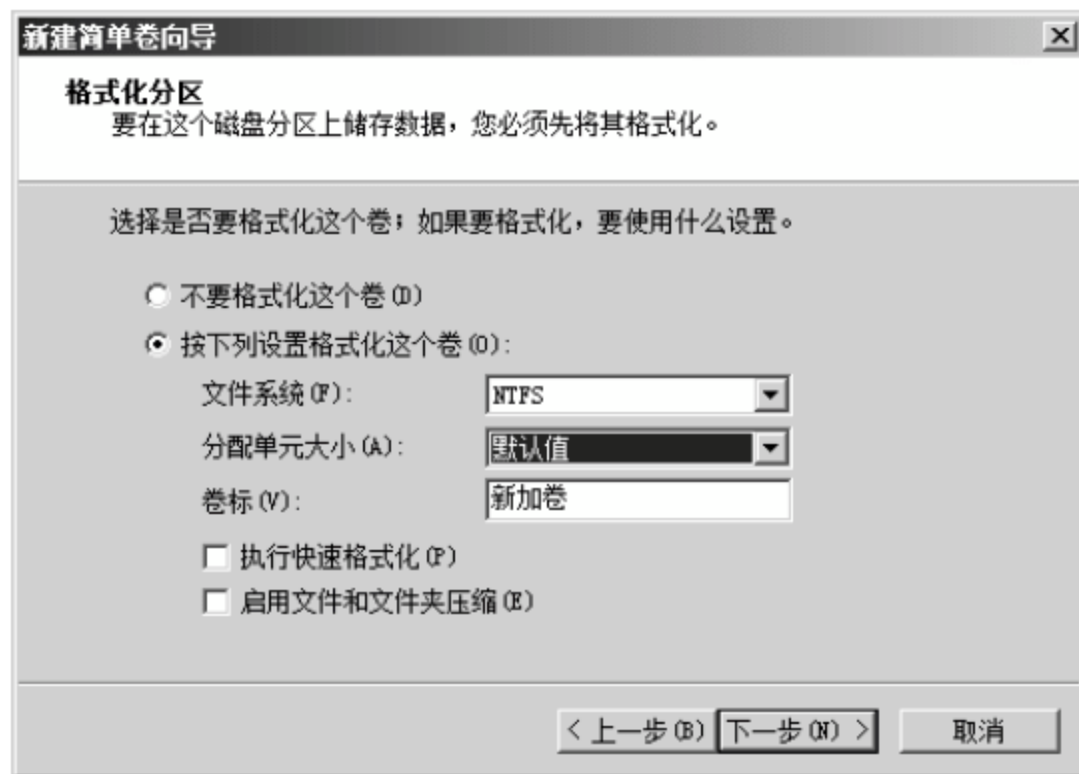 新建简单卷向导
格式化分区
要在这个磁盘分区上储存数据，您必须先将其格式化。
选择是否要格式化这个卷；如果要格式化，要使用什么设置。
不要格式化这个卷(D)
按下列设置格式化这个卷(O):
文件系统(F): NTFS
分配单元大小(A): 默认值
卷标(V): 新加卷
执行快速格式化(P)
启用文件和文件夹压缩(E)
< 上一步(B) 下一步(N) > 取消